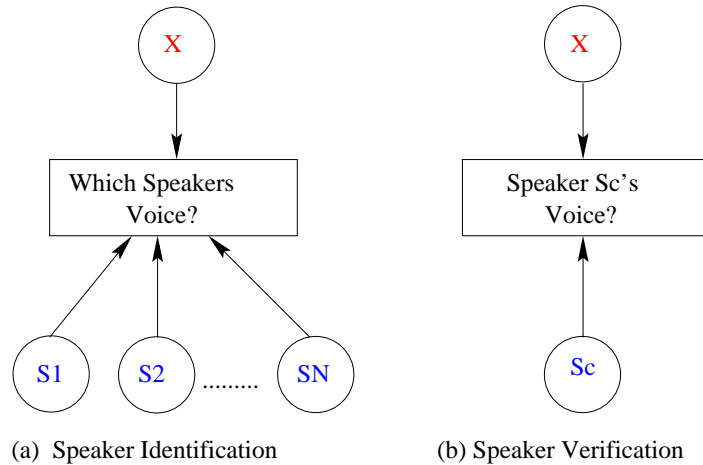 X
Which Speakers
Voice?
S1 S2 ......... SN
(a) Speaker Identification
X
Speaker Sc's
Voice?
Sc
(b) Speaker Verification